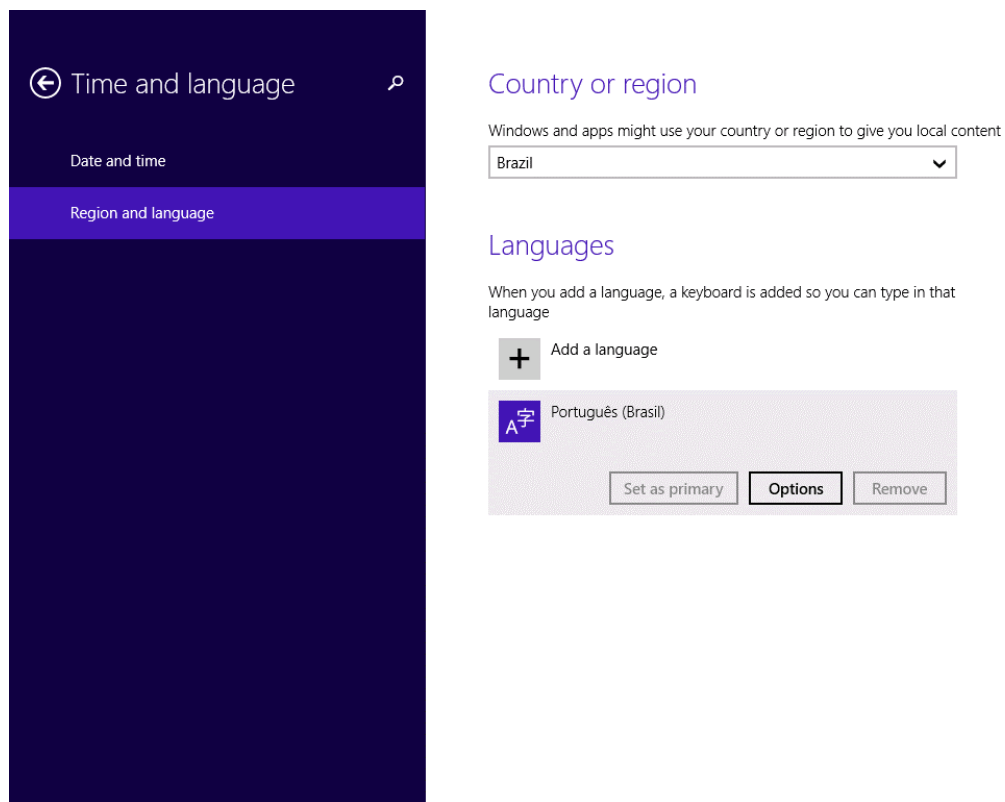 Time and language
Date and time
Region and language
Country or region
Windows and apps might use your country or region to give you local content
Brazil
Languages
When you add a language, a keyboard is added so you can type in that
language
Add a language
A字
Português (Brasil)
Set as primary
Options
Remove